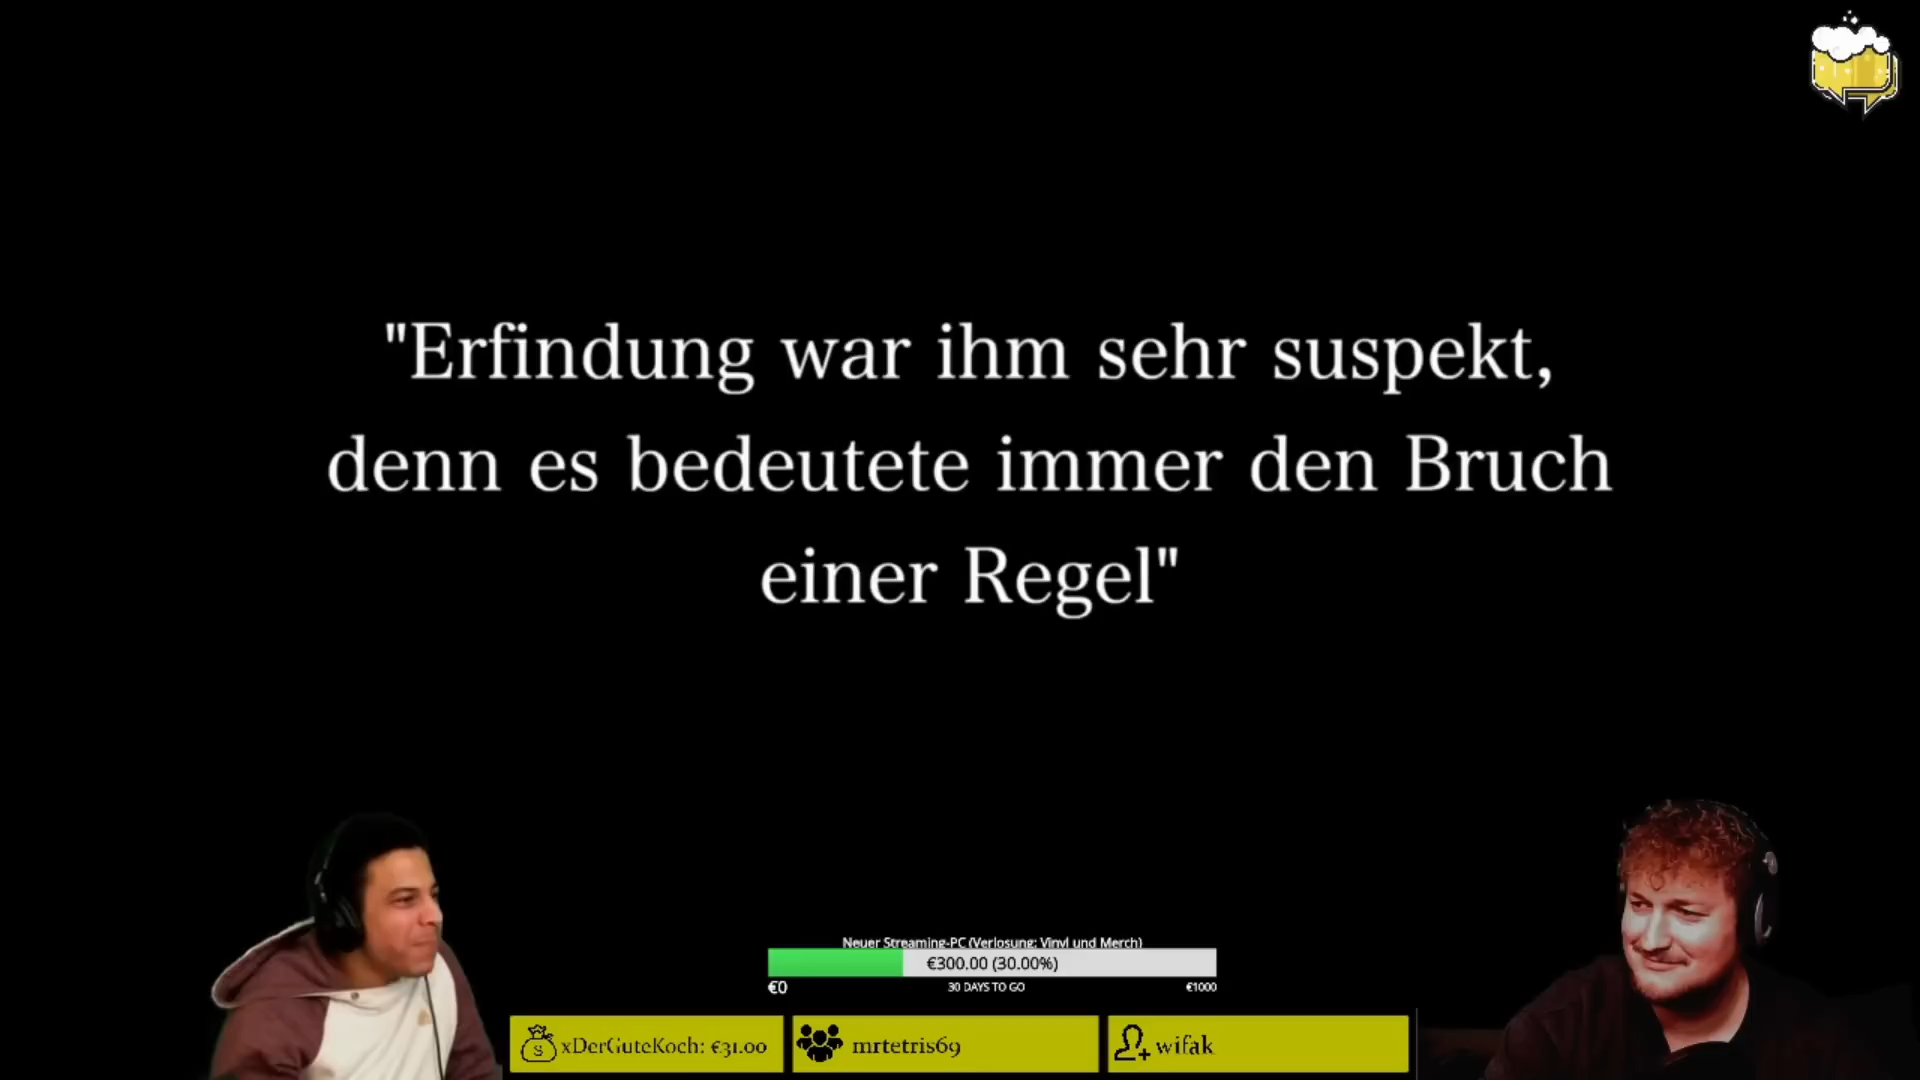 "Erfindung war ihm sehr suspekt,
denn es bedeutete immer den Bruch
einer Regel"
Neuer Streaming-PC (Verlosung: Vinyl und Merch)
€300.00 (30.00%)
€0 30 DAYS TO GO €1000
xDerGuteKoch: €31.00 mrtetris69 wifak